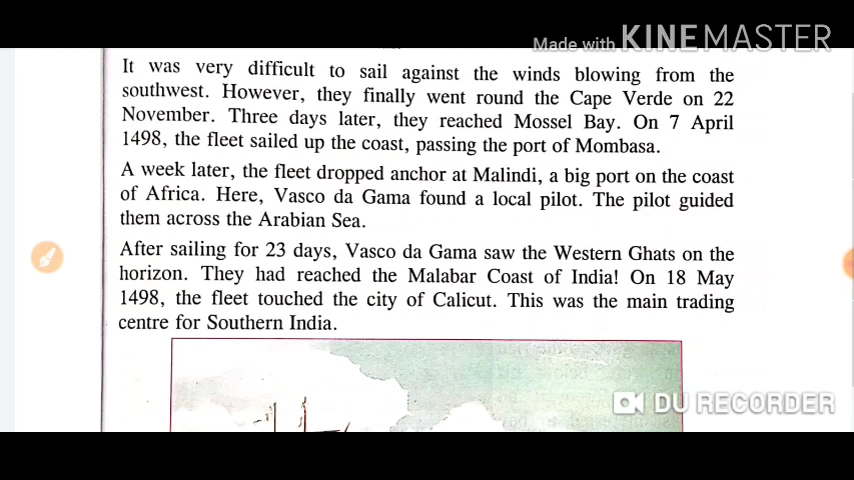 Made with KINEMASTER
It was very difficult to sail against the winds blowing from the
southwest. However, they finally went round the Cape Verde on 22
November. Three days later, they reached Mossel Bay. On 7 April
1498, the fleet sailed up the coast, passing the port of Mombasa.
A week later, the fleet dropped anchor at Malindi, a big port on the coast
of Africa. Here, Vasco da Gama found a local pilot. The pilot guided
them across the Arabian Sea.
After sailing for 23 days, Vasco da Gama saw the Western Ghats on the
horizon. They had reached the Malabar Coast of India! On 18 May
1498, the fleet touched the city of Calicut. This was the main trading
centre for Southern India.
DU RECORDER